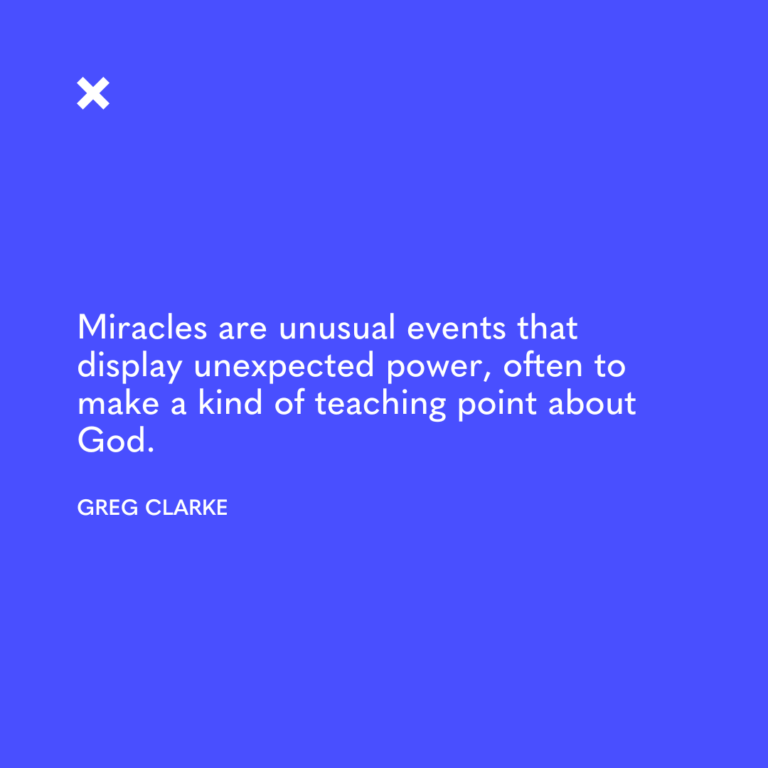 Miracles are unusual events that
display unexpected power, often to
make a kind of teaching point about
God.
GREG CLARKE